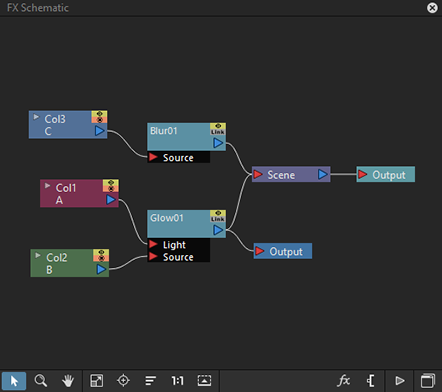 FX Schematic
Col3
C
Blur01
Link
Source
Scene
Output
Col1
A
Glow01
Link
Light
Source
Output
Col2
B
1:1
fx